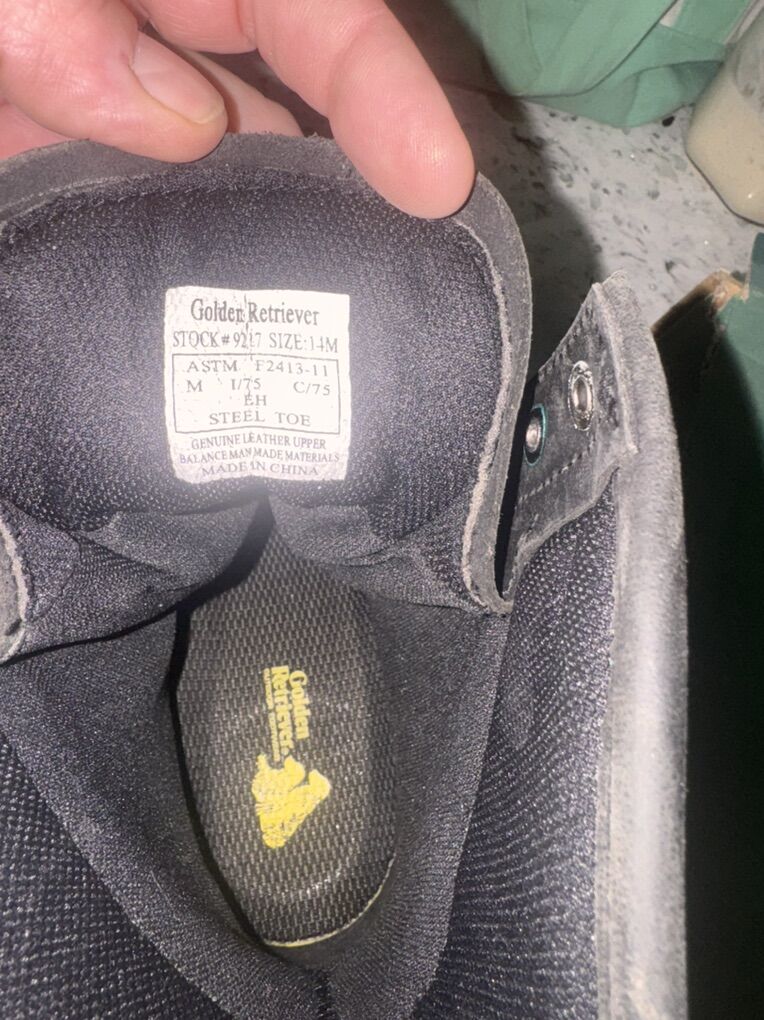 Golden Retriever
STOCK# 9217 SIZE:14M
ASTM F2413-11
M I/75 C/75
EH
STEEL TOE
GENUINE LEATHER UPPER
BALANCE MAN MADE MATERIALS
MADE IN CHINA
Golden
Retriever